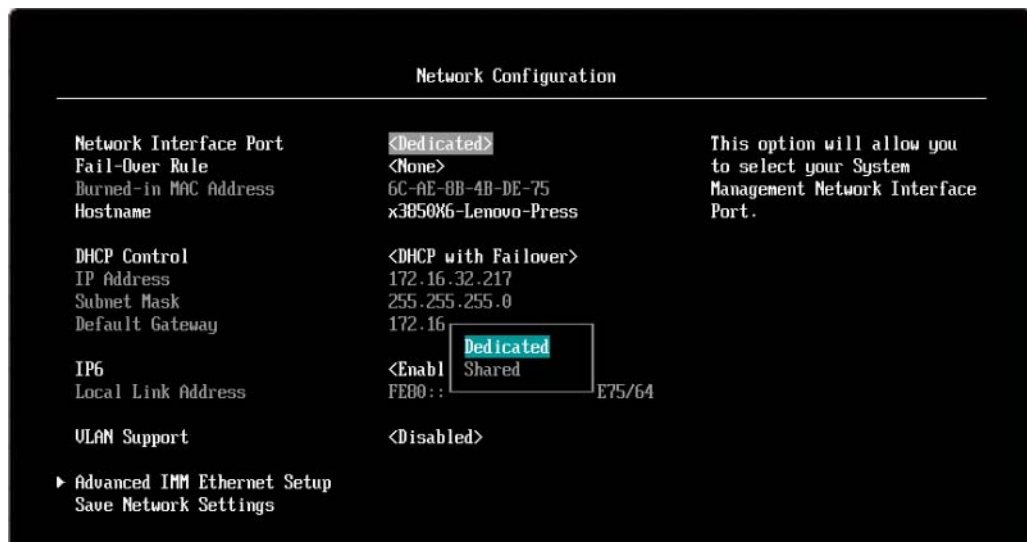 Network Configuration
Network Interface Port <Dedicated> This option will allow you
Fail-Over Rule <None> to select your System
Burned-in MAC Address 6C-AE-8B-4B-DE-75 Management Network Interface
Hostname x3850X6-Lenovo-Press Port.
DHCP Control <DHCP with Failover>
IP Address 172.16.32.217
Subnet Mask 255.255.255.0
Default Gateway 172.16
Dedicated
IP6 <Enabl Shared
Local Link Address FE80:: E75/64
VLAN Support <Disabled>
Advanced IMM Ethernet Setup
Save Network Settings